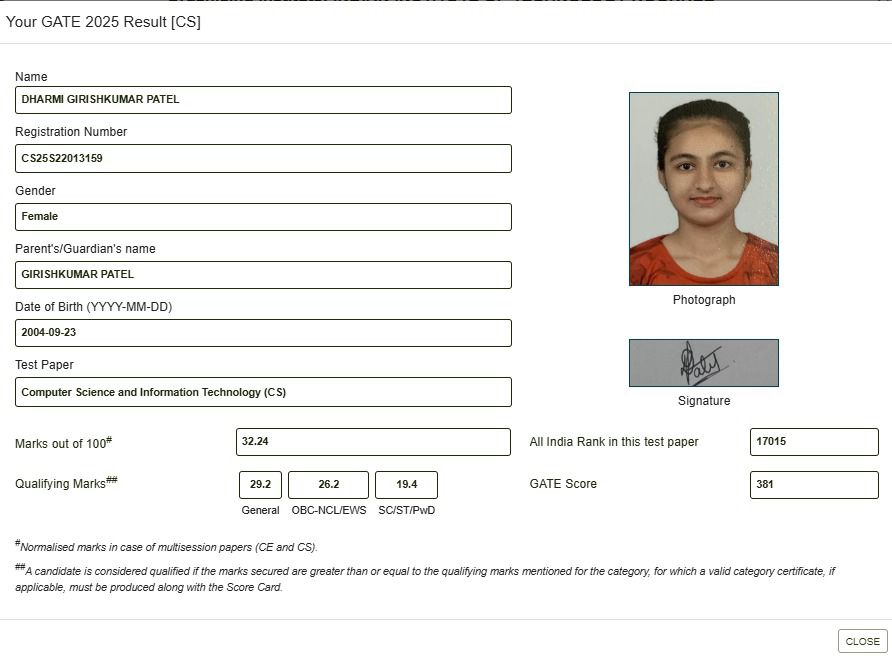 Your GATE 2025 Result [CS]
Name
DHARMI GIRISHKUMAR PATEL
Registration Number
CS25S22013159
Gender
Female
Parent's/Guardian's name
GIRISHKUMAR PATEL
Photograph
Date of Birth (YYYY-MM-DD)
2004-09-23
Test Paper
Computer Science and Information Technology (CS)
Signature
Marks out of 100# 32.24 All India Rank in this test paper 17015
Qualifying Marks## 29.2 26.2 19.4 GATE Score 381
General OBC-NCL/EWS SC/ST/PwD
#Normalised marks in case of multisession papers (CE and CS).
##A candidate is considered qualified if the marks secured are greater than or equal to the qualifying marks mentioned for the category, for which a valid category certificate, if
applicable, must be produced along with the Score Card.
CLOSE